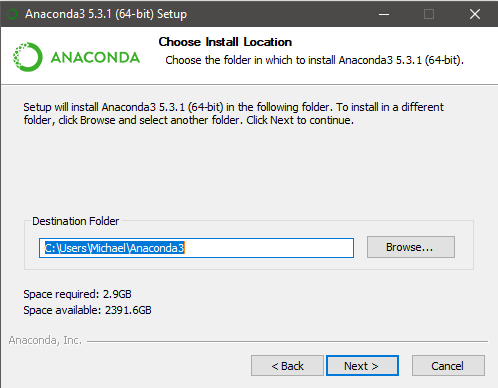 Anaconda3 5.3.1 (64-bit) Setup
ANACONDA
Choose Install Location
Choose the folder in which to install Anaconda3 5.3.1 (64-bit).
Setup will install Anaconda3 5.3.1 (64-bit) in the following folder. To install in a different
folder, click Browse and select another folder. Click Next to continue.
Destination Folder
C:\Users\Michael\Anaconda3
Browse...
Space required: 2.9GB
Space available: 2391.6GB
Anaconda, Inc.
< Back
Next >
Cancel